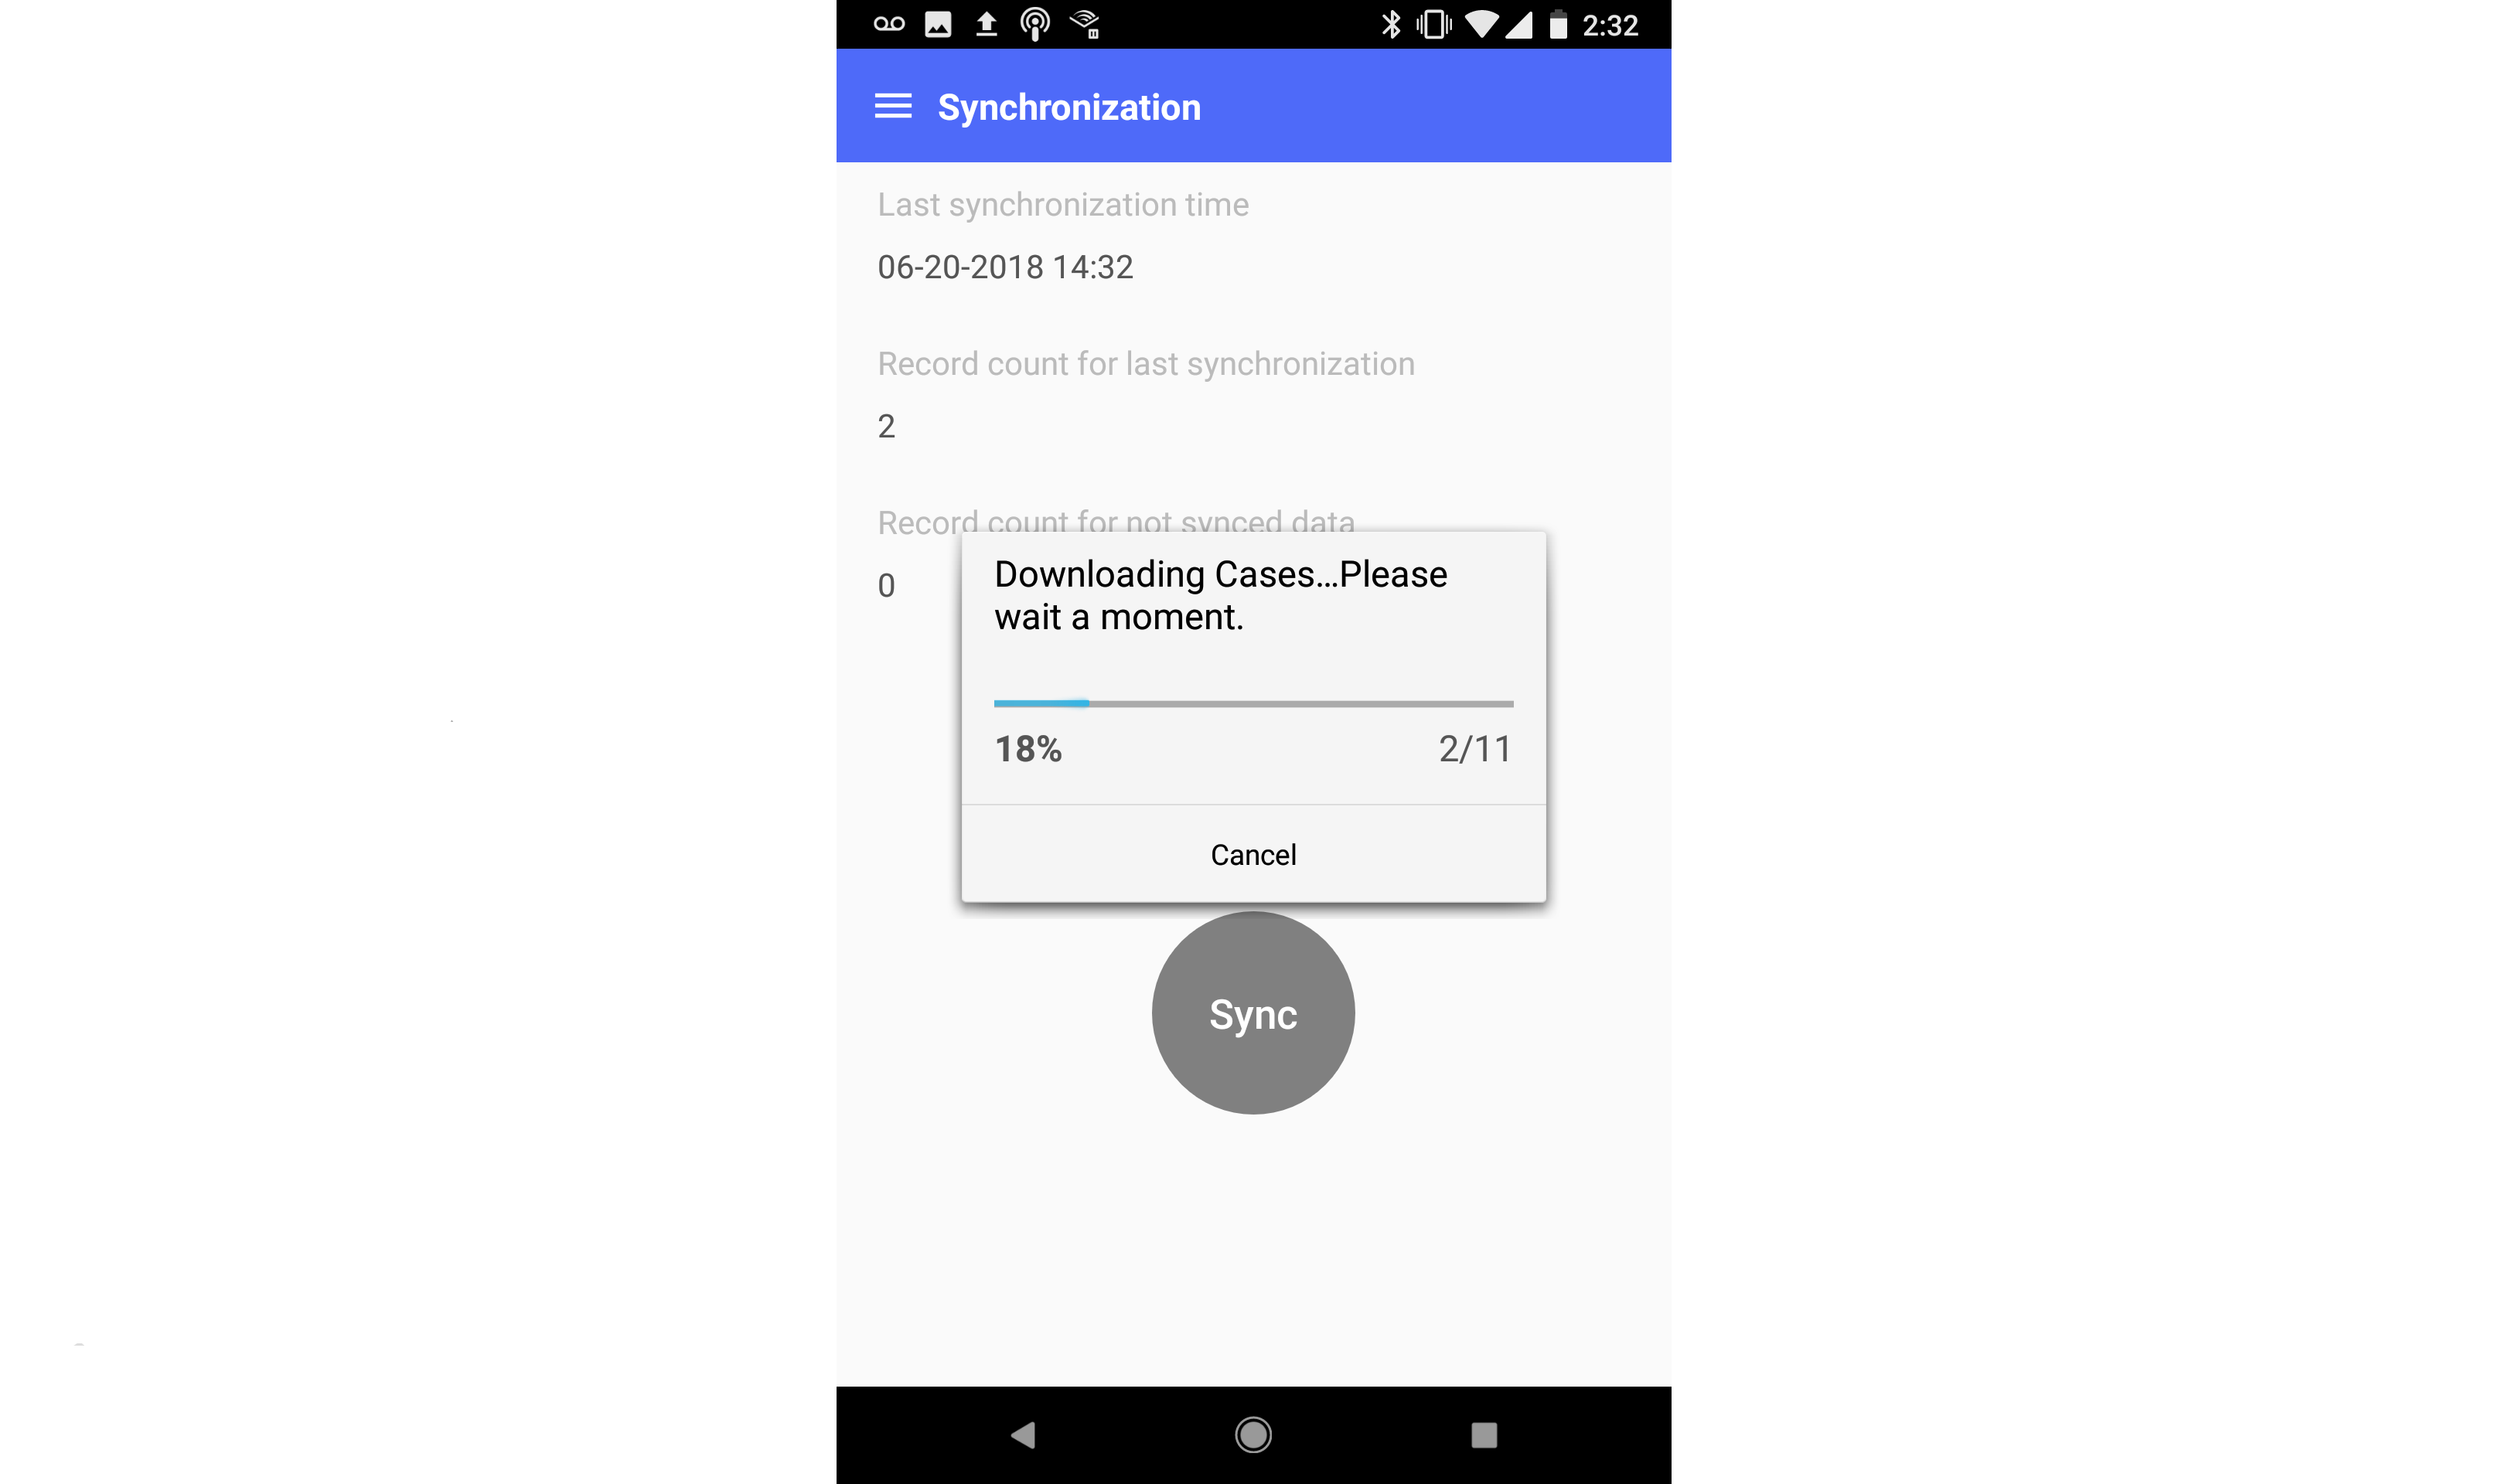 2:32
Synchronization
Last synchronization time
06-20-2018 14:32
Record count for last synchronization
2
Record count for not synced data
0
Downloading Cases...Please
wait a moment.
18%
2/11
Cancel
Sync